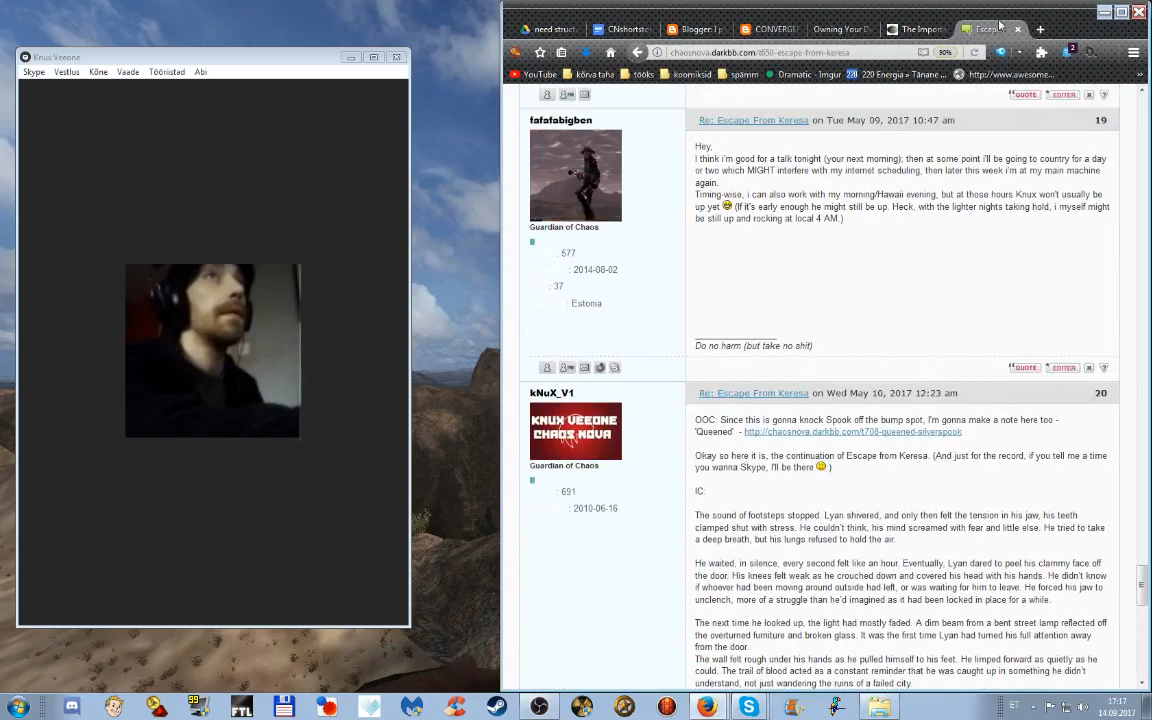 need struct
CNshortsto
Blogger: I p
CONVERGE
Owning Your D
The Impor
Escap
Knux Veeone
Skype Vestlus Kõne Vaade Tööriistad Abi
chaosnova.darkbb.com/t650-escape-from-keresa
90%
2
YouTube kõrva taha tööks koomiksid spämm Dramatic - Imgur 220 Energia » Tänane... http://www.awesome...
QUOTE EDITER
fafafabigben
Re: Escape From Keresa on Tue May 09, 2017 10:47 am
19
Guardian of Chaos
: 577
: 2014-08-02
: 37
: Estonia
Hey,
I think i'm good for a talk tonight (your next morning); then at some point i'll be going to country for a day
or two which MIGHT interfere with my internet scheduling, then later this week i'm at my main machine
again.
Timing-wise, i can also work with my morning/Hawaii evening, but at those hours Knux won't usually be
up yet (If it's early enough he might still be up. Heck, with the lighter nights taking hold, i myself might
be still up and rocking at local 4 AM.)
Do no harm (but take no shit)
QUOTE EDITER
kNuX_V1
Re: Escape From Keresa on Wed May 10, 2017 12:23 am
20
KNUX VEEONE
CHAOS NOVA
Guardian of Chaos
: 691
: 2010-06-16
OOC: Since this is gonna knock Spook off the bump spot, I'm gonna make a note here too -
'Queened' - http://chaosnova.darkbb.com/t708-queened-silverspook
Okay so here it is, the continuation of Escape from Keresa. (And just for the record, if you tell me a time
you wanna Skype, I'll be there )
IC:
The sound of footsteps stopped. Lyan shivered, and only then felt the tension in his jaw, his teeth
clamped shut with stress. He couldn't think, his mind screamed with fear and little else. He tried to take
a deep breath, but his lungs refused to hold the air.
He waited, in silence, every second felt like an hour. Eventually, Lyan dared to peel his clammy face off
the door. His knees felt weak as he crouched down and covered his head with his hands. He didn't know
if whoever had been moving around outside had left, or was waiting for him to leave. He forced his jaw to
unclench, more of a struggle than he'd imagined as it had been locked in place for a while.
The next time he looked up, the light had mostly faded. A dim beam from a bent street lamp reflected off
the overturned furniture and broken glass. It was the first time Lyan had turned his full attention away
from the door.
The wall felt rough under his hands as he pulled himself to his feet. He limped forward as quietly as he
could. The trail of blood acted as a constant reminder that he was caught up in something he didn't
understand, not just wandering the ruins of a failed city.
99
FTL
ET
17:17
14.09.2017